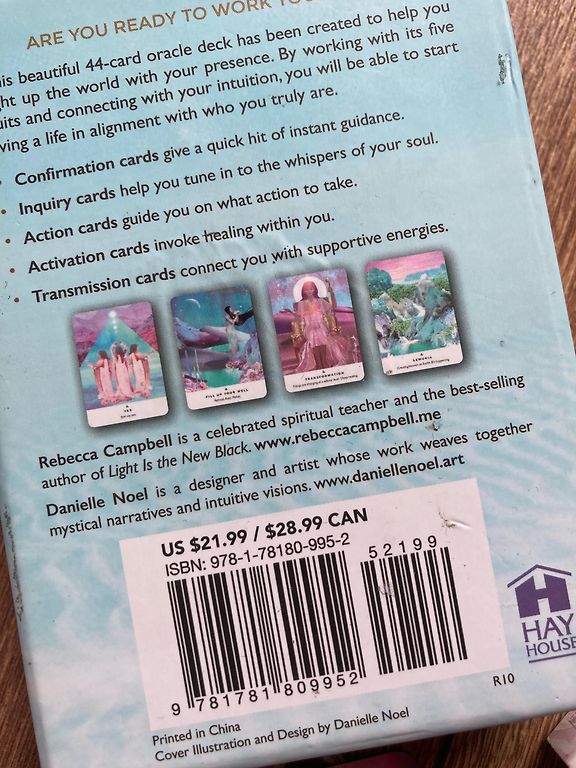 ARE YOU READY TO WORK
beautiful 44-card oracle deck has been created to help you
up the world with your presence. By working with its five
and connecting with your intuition, you will be able to start
a life in alignment with who you truly are.
• Confirmation cards give a quick hit of instant guidance.
• Inquiry cards help you tune in to the whispers of your soul.
• Action cards guide you on what action to take.
• Activation cards invoke healing within you.
• Transmission cards connect you with supportive energies.
YES
FILL UP YOUR WELL
TRANSFORMATION
LEMURIA
Rebecca Campbell is a celebrated spiritual teacher and the best-selling
author of Light Is the New Black. www.rebeccacampbell.me
Danielle Noel is a designer and artist whose work weaves together
mystical narratives and intuitive visions. www.daniellenoel.art
US $21.99 / $28.99 CAN
ISBN: 978-1-78180-995-2
52199
9 781781 809952
HAY
HOUSE
R10
Printed in China
Cover Illustration and Design by Danielle Noel